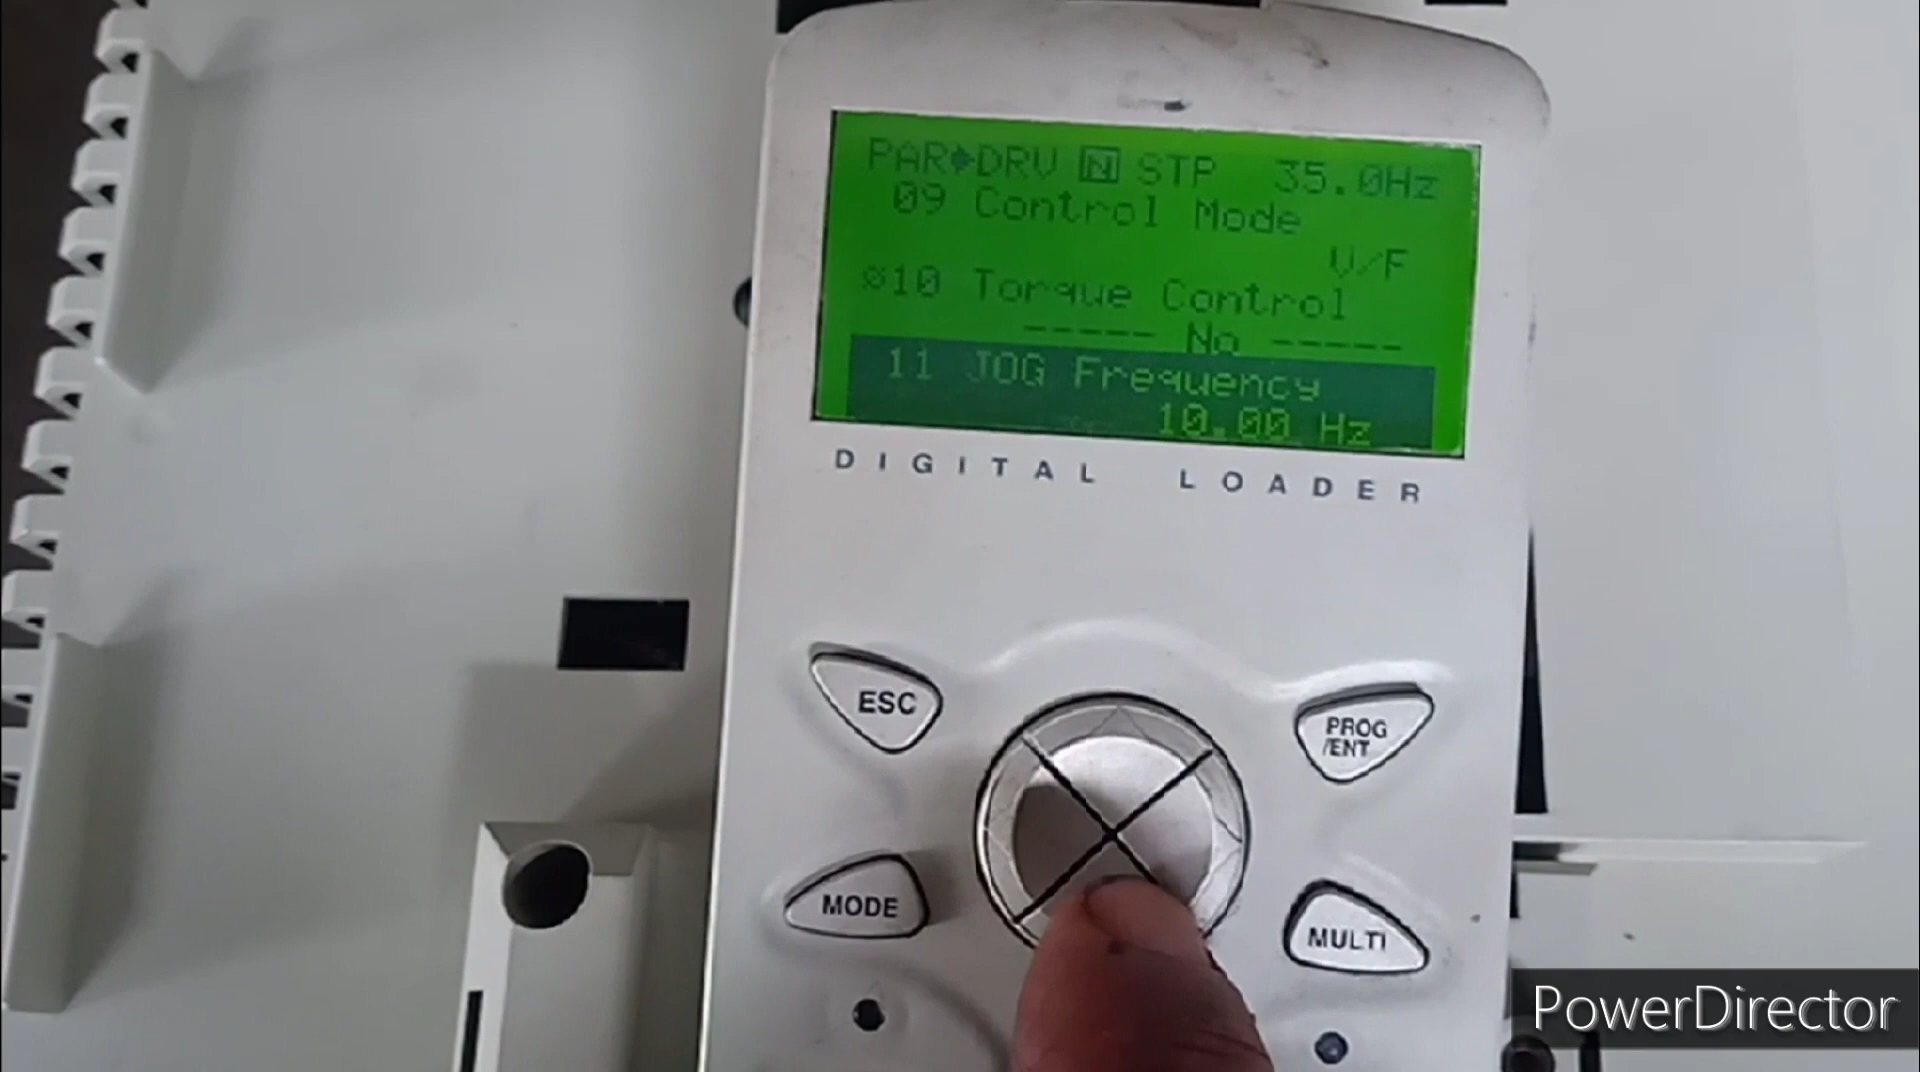 PAR➧DRV N STP 35.0Hz
09 Control Mode
V/F
10 Torque Control
----- No -----
11 JOG Frequency
10.00 Hz
DIGITAL LOADER
ESC
PROG
/ENT
MODE
MULTI
PowerDirector